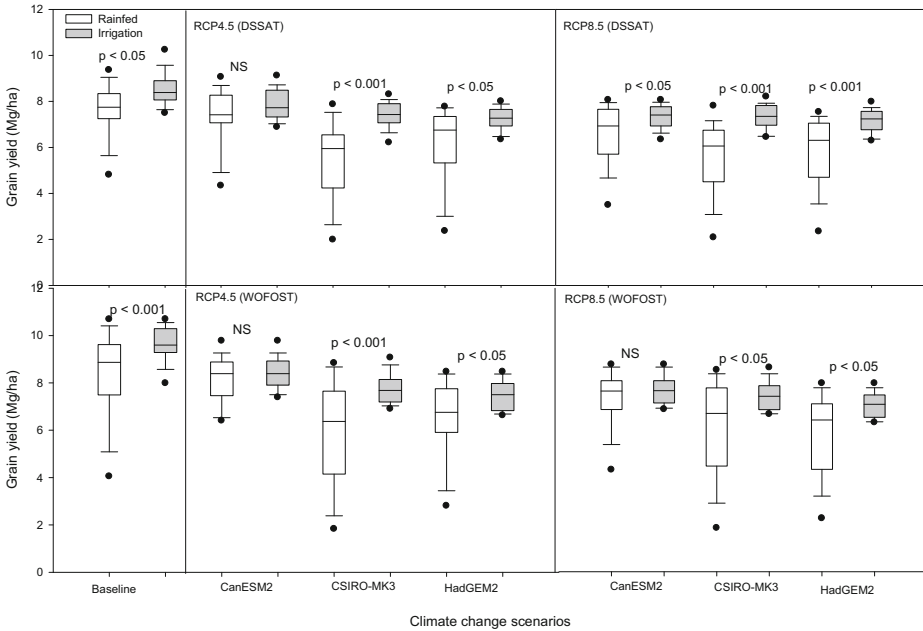 12
Rainfed
Irrigation
RCP4.5 (DSSAT)
RCP8.5 (DSSAT)
p < 0.05
NS
p < 0.001
p < 0.05
p < 0.05
p < 0.001
p < 0.001
10
8
6
4
2
0
Grain yield (Mg/ha)
12
RCP4.5 (WOFOST)
RCP8.5 (WOFOST)
p < 0.001
NS
p < 0.001
p < 0.05
NS
p < 0.05
p < 0.05
10
8
6
4
2
0
Grain yield (Mg/ha)
Baseline
CanESM2
CSIRO-MK3
HadGEM2
CanESM2
CSIRO-MK3
HadGEM2
Climate change scenarios